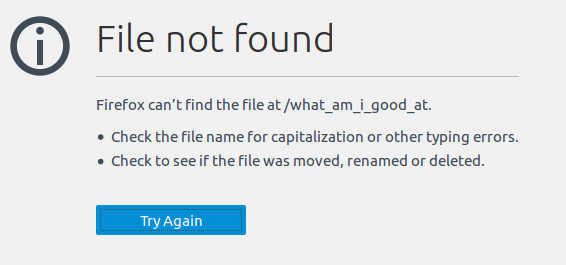 File not found
Firefox can’t find the file at /what_am_i_good_at.
• Check the file name for capitalization or other typing errors.
• Check to see if the file was moved, renamed or deleted.
Try Again